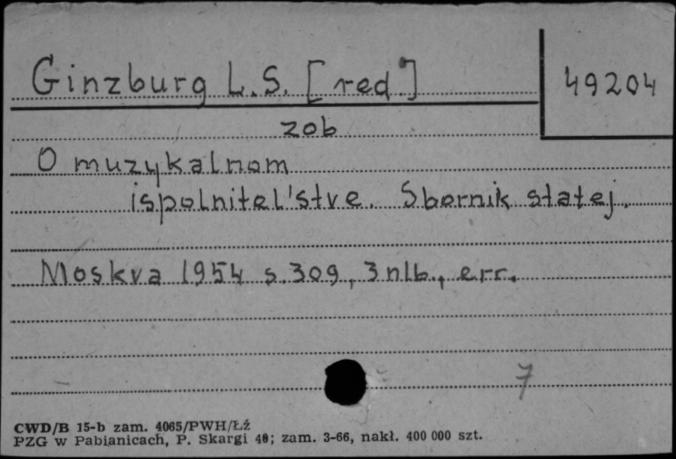 Ginzburg L.S. [red.]
49204
zob
O muzykalnom
ispolnitel'stve. Sbornik statej.
Moskva 1954 s. 309, 3 nlb., err.
7
CWD/B 15-b zam. 4065/PWH/Łź
PZG w Pabianicach, P. Skargi 40; zam. 3-66, nakł. 400 000 szt.